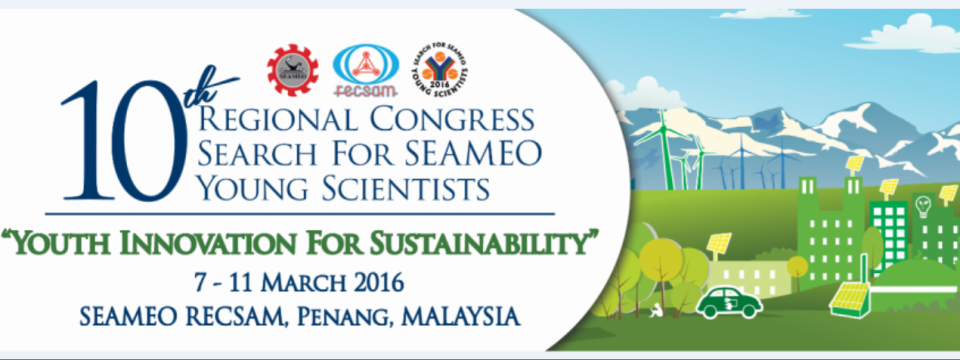 SEAMEO
recsam
SEARCH FOR SEAMEO
YOUNG SCIENTISTS
2016
10th
REGIONAL CONGRESS
SEARCH FOR SEAMEO
YOUNG SCIENTISTS
“YOUTH INNOVATION FOR SUSTAINABILITY”
7 - 11 MARCH 2016
SEAMEO RECSAM, PENANG, MALAYSIA